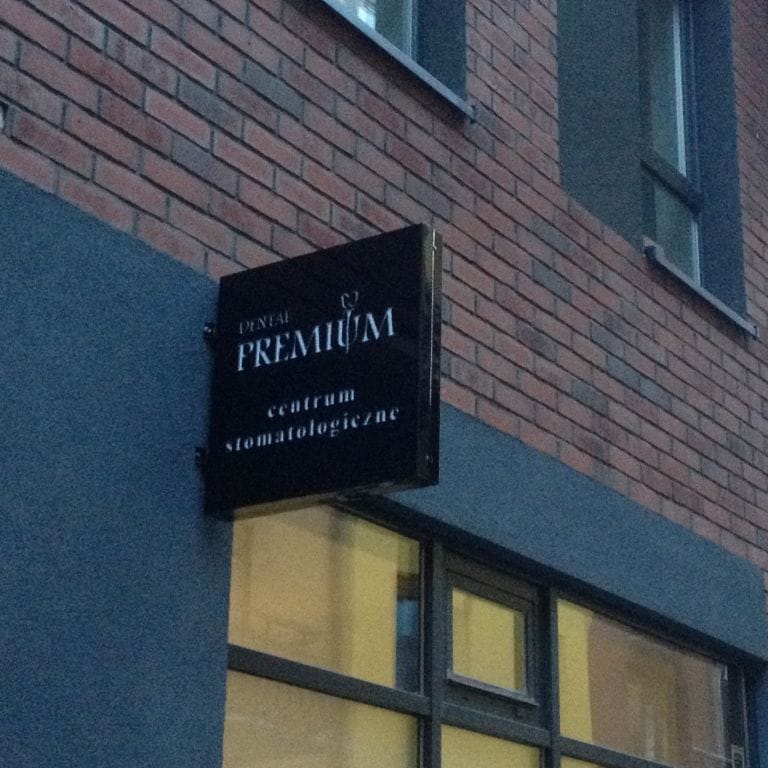 DENTAL
PREMIUM
centrum
stomatologiczne